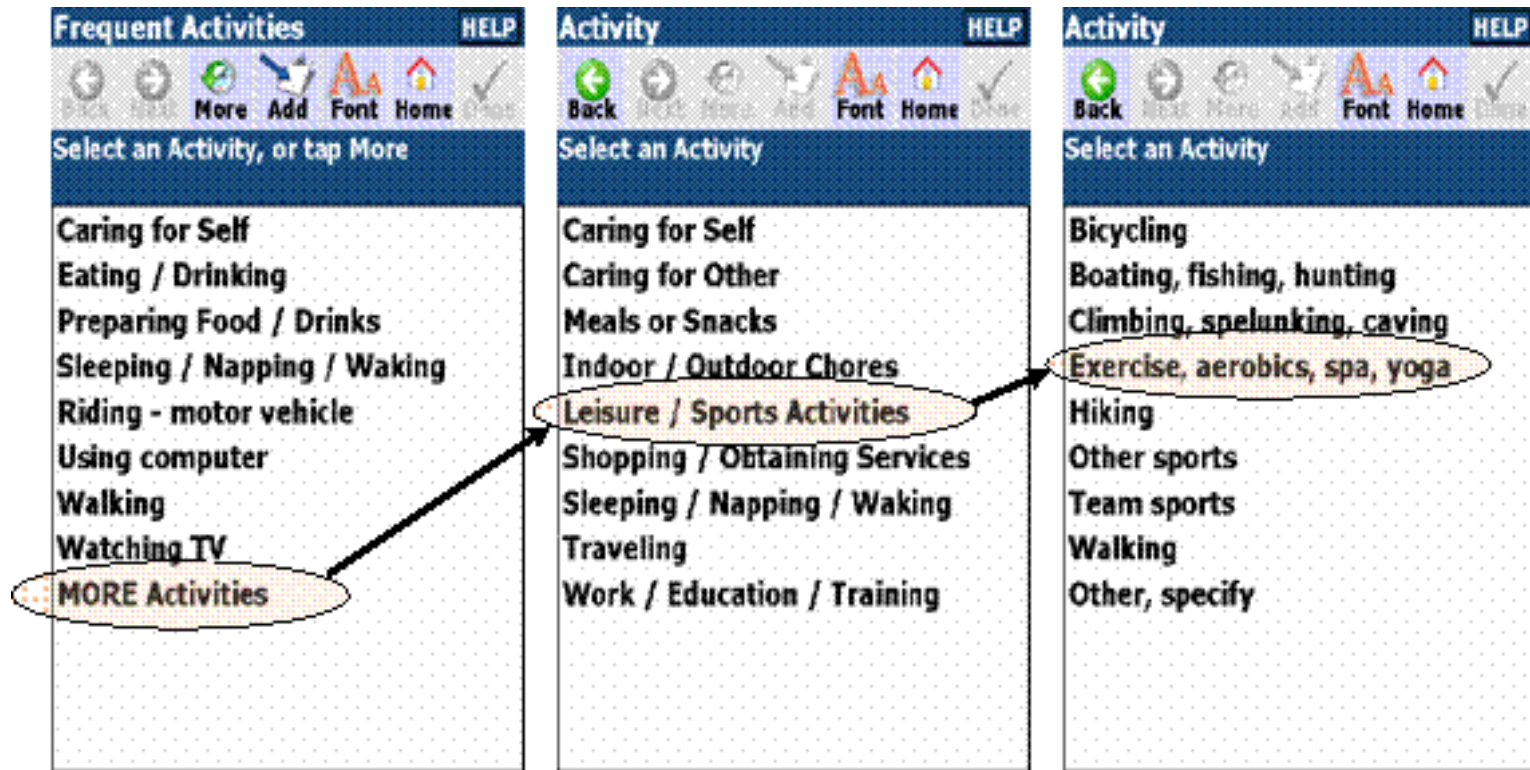 Frequent Activities HELP
Back Next More Add Font Home Done
Select an Activity, or tap More
Caring for Self
Eating / Drinking
Preparing Food / Drinks
Sleeping / Napping / Waking
Riding - motor vehicle
Using computer
Walking
Watching TV
MORE Activities
Activity HELP
Back Next More Add Font Home Done
Select an Activity
Caring for Self
Caring for Other
Meals or Snacks
Indoor / Outdoor Chores
Leisure / Sports Activities
Shopping / Obtaining Services
Sleeping / Napping / Waking
Traveling
Work / Education / Training
Activity HELP
Back Next More Add Font Home Done
Select an Activity
Bicycling
Boating, fishing, hunting
Climbing, spelunking, caving
Exercise, aerobics, spa, yoga
Hiking
Other sports
Team sports
Walking
Other, specify